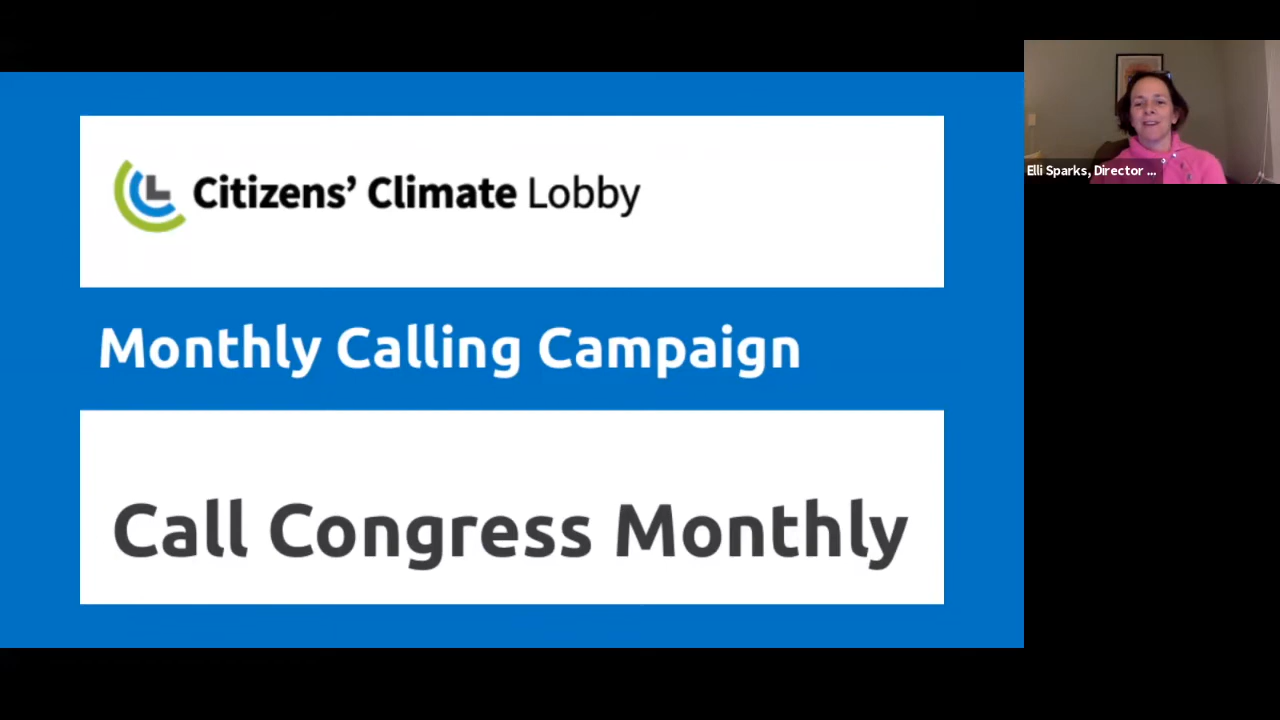 Citizens’ Climate Lobby
Monthly Calling Campaign
Call Congress Monthly
Elli Sparks, Director ...